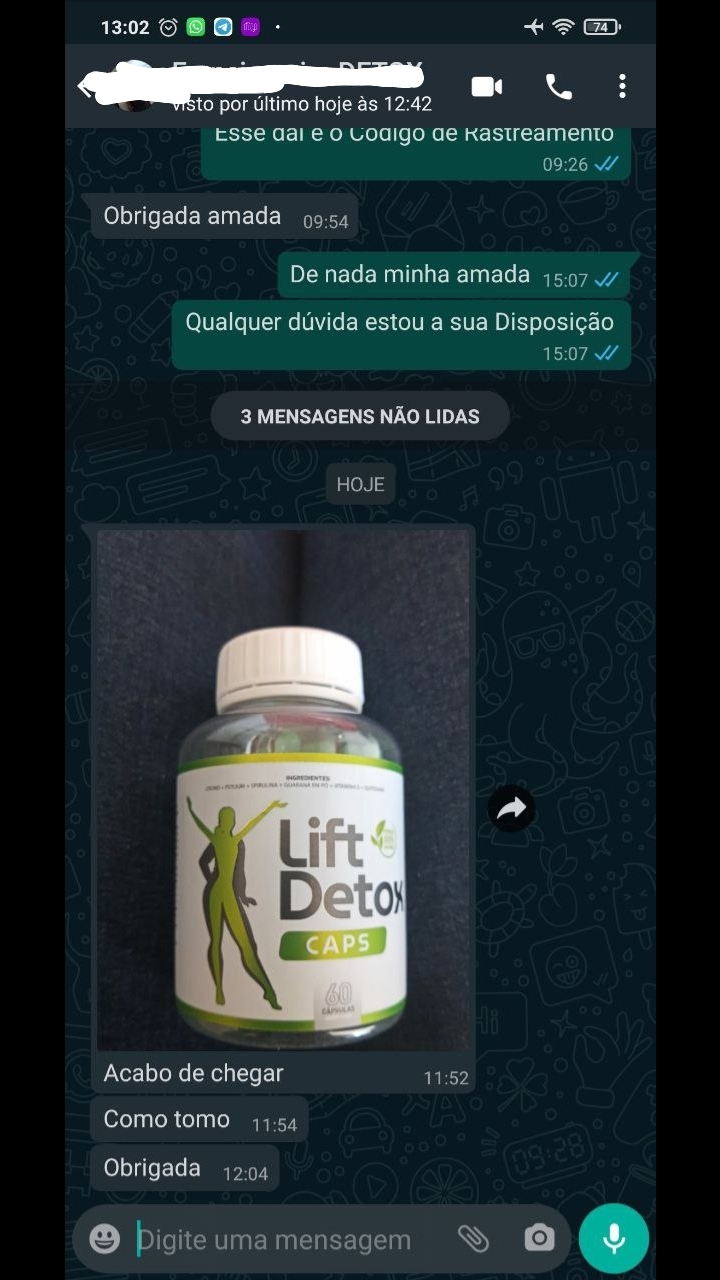 13:02
74
DETOX
visto por último hoje às 12:42
Esse daí é o Código de Rastreamento
09:26
Obrigada amada 09:54
De nada minha amada 15:07
Qualquer dúvida estou a sua Disposição
15:07
3 MENSAGENS NÃO LIDAS
HOJE
INGREDIENTES
Lift
Detox
CAPS
60
CÁPSULAS
Acabo de chegar
11:52
Como tomo 11:54
Obrigada 12:04
Digite uma mensagem